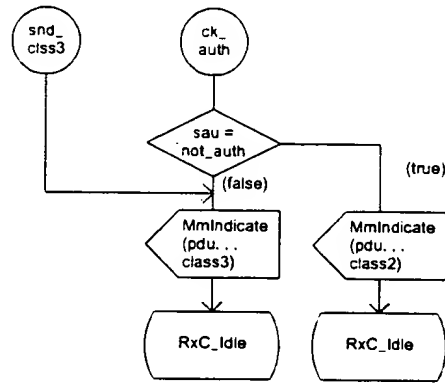 snd_
clss3
ck_
auth
sau =
not_auth
(false)
(true)
MmIndicate
(pdu...
class3)
MmIndicate
(pdu...
class2)
RxC_Idle
RxC_Idle